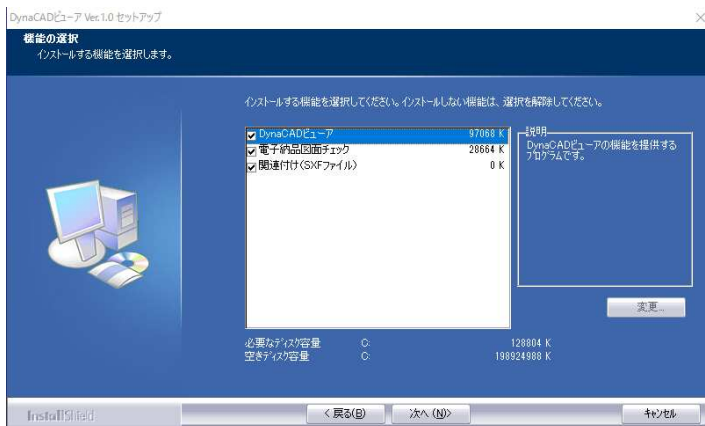 DynaCADビューア Ver.1.0 セットアップ
機能の選択
インストールする機能を選択します。
インストールする機能を選択してください。インストールしない機能は、選択を解除してください。
DynaCADビューア 97068 K
電子納品図面チェック 28664 K
関連付け(SXFファイル) 0 K
説明
DynaCADビューアの機能を提供する
プログラムです。
変更...
必要なディスク容量 C: 128804 K
空きディスク容量 C: 198924988 K
InstallShield
< 戻る(B) 次へ (N)> キャンセル